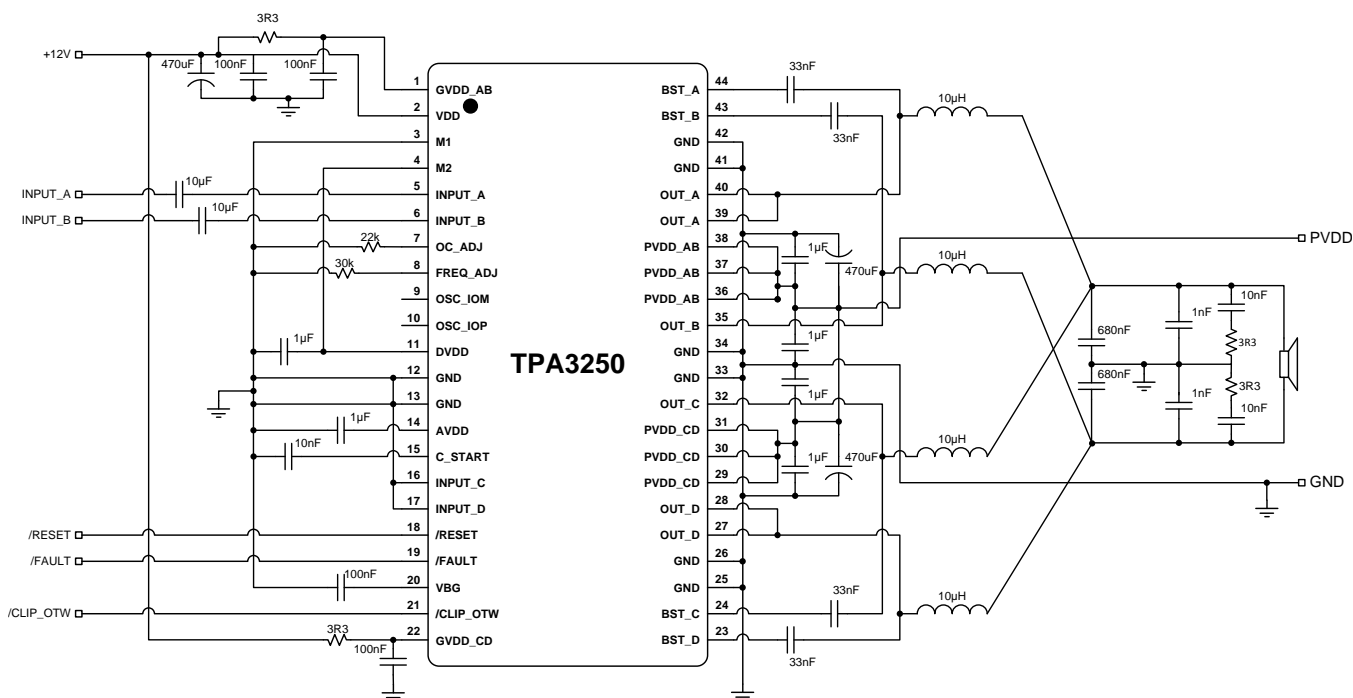 3R3
+12V
470uF
100nF
100nF
INPUT_A
10µF
INPUT_B
10µF
22k
30k
1µF
1µF
10nF
/RESET
/FAULT
100nF
/CLIP_OTW
3R3
100nF
1 GVDD_AB
2 VDD
3 M1
4 M2
5 INPUT_A
6 INPUT_B
7 OC_ADJ
8 FREQ_ADJ
9 OSC_IOM
10 OSC_IOP
11 DVDD
12 GND
13 GND
14 AVDD
15 C_START
16 INPUT_C
17 INPUT_D
18 /RESET
19 /FAULT
20 VBG
21 /CLIP_OTW
22 GVDD_CD
TPA3250
BST_A 44
BST_B 43
GND 42
GND 41
OUT_A 40
OUT_A 39
PVDD_AB 38
PVDD_AB 37
PVDD_AB 36
OUT_B 35
GND 34
GND 33
OUT_C 32
PVDD_CD 31
PVDD_CD 30
PVDD_CD 29
OUT_D 28
OUT_D 27
GND 26
GND 25
BST_C 24
BST_D 23
33nF
33nF
10µH
1µF
470uF
10µH
1µF
1µF
1µF
470uF
10µH
33nF
33nF
10µH
PVDD
680nF
680nF
1nF
1nF
10nF
3R3
3R3
10nF
GND